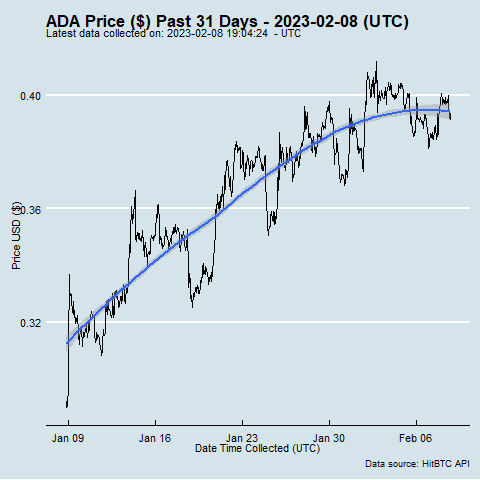 ADA Price ($) Past 31 Days - 2023-02-08 (UTC)
Latest data collected on: 2023-02-08 19:04:24 - UTC
0.40
0.36
0.32
Price USD ($)
Jan 09
Jan 16
Jan 23
Jan 30
Feb 06
Date Time Collected (UTC)
Data source: HitBTC API